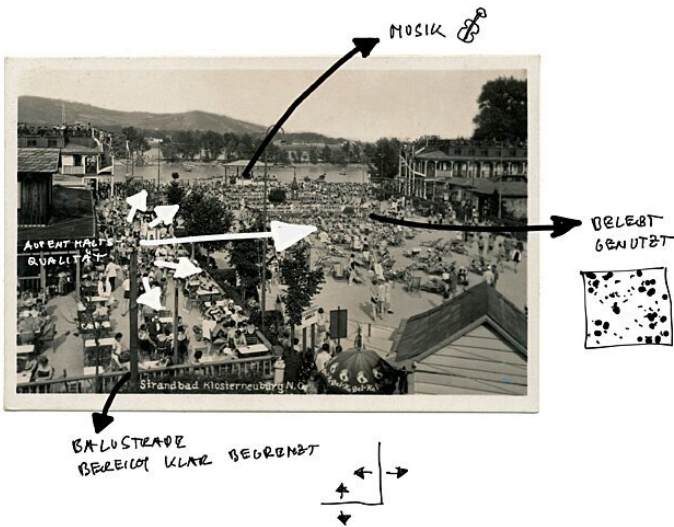 MUSIK
BELEBT
GENUTZT
AUFENTHALTS
QUALITÄT
Strandbad Klosterneuburg N.Ö.
BALUSTRADE
BEREICH KLAR BEGRENZT